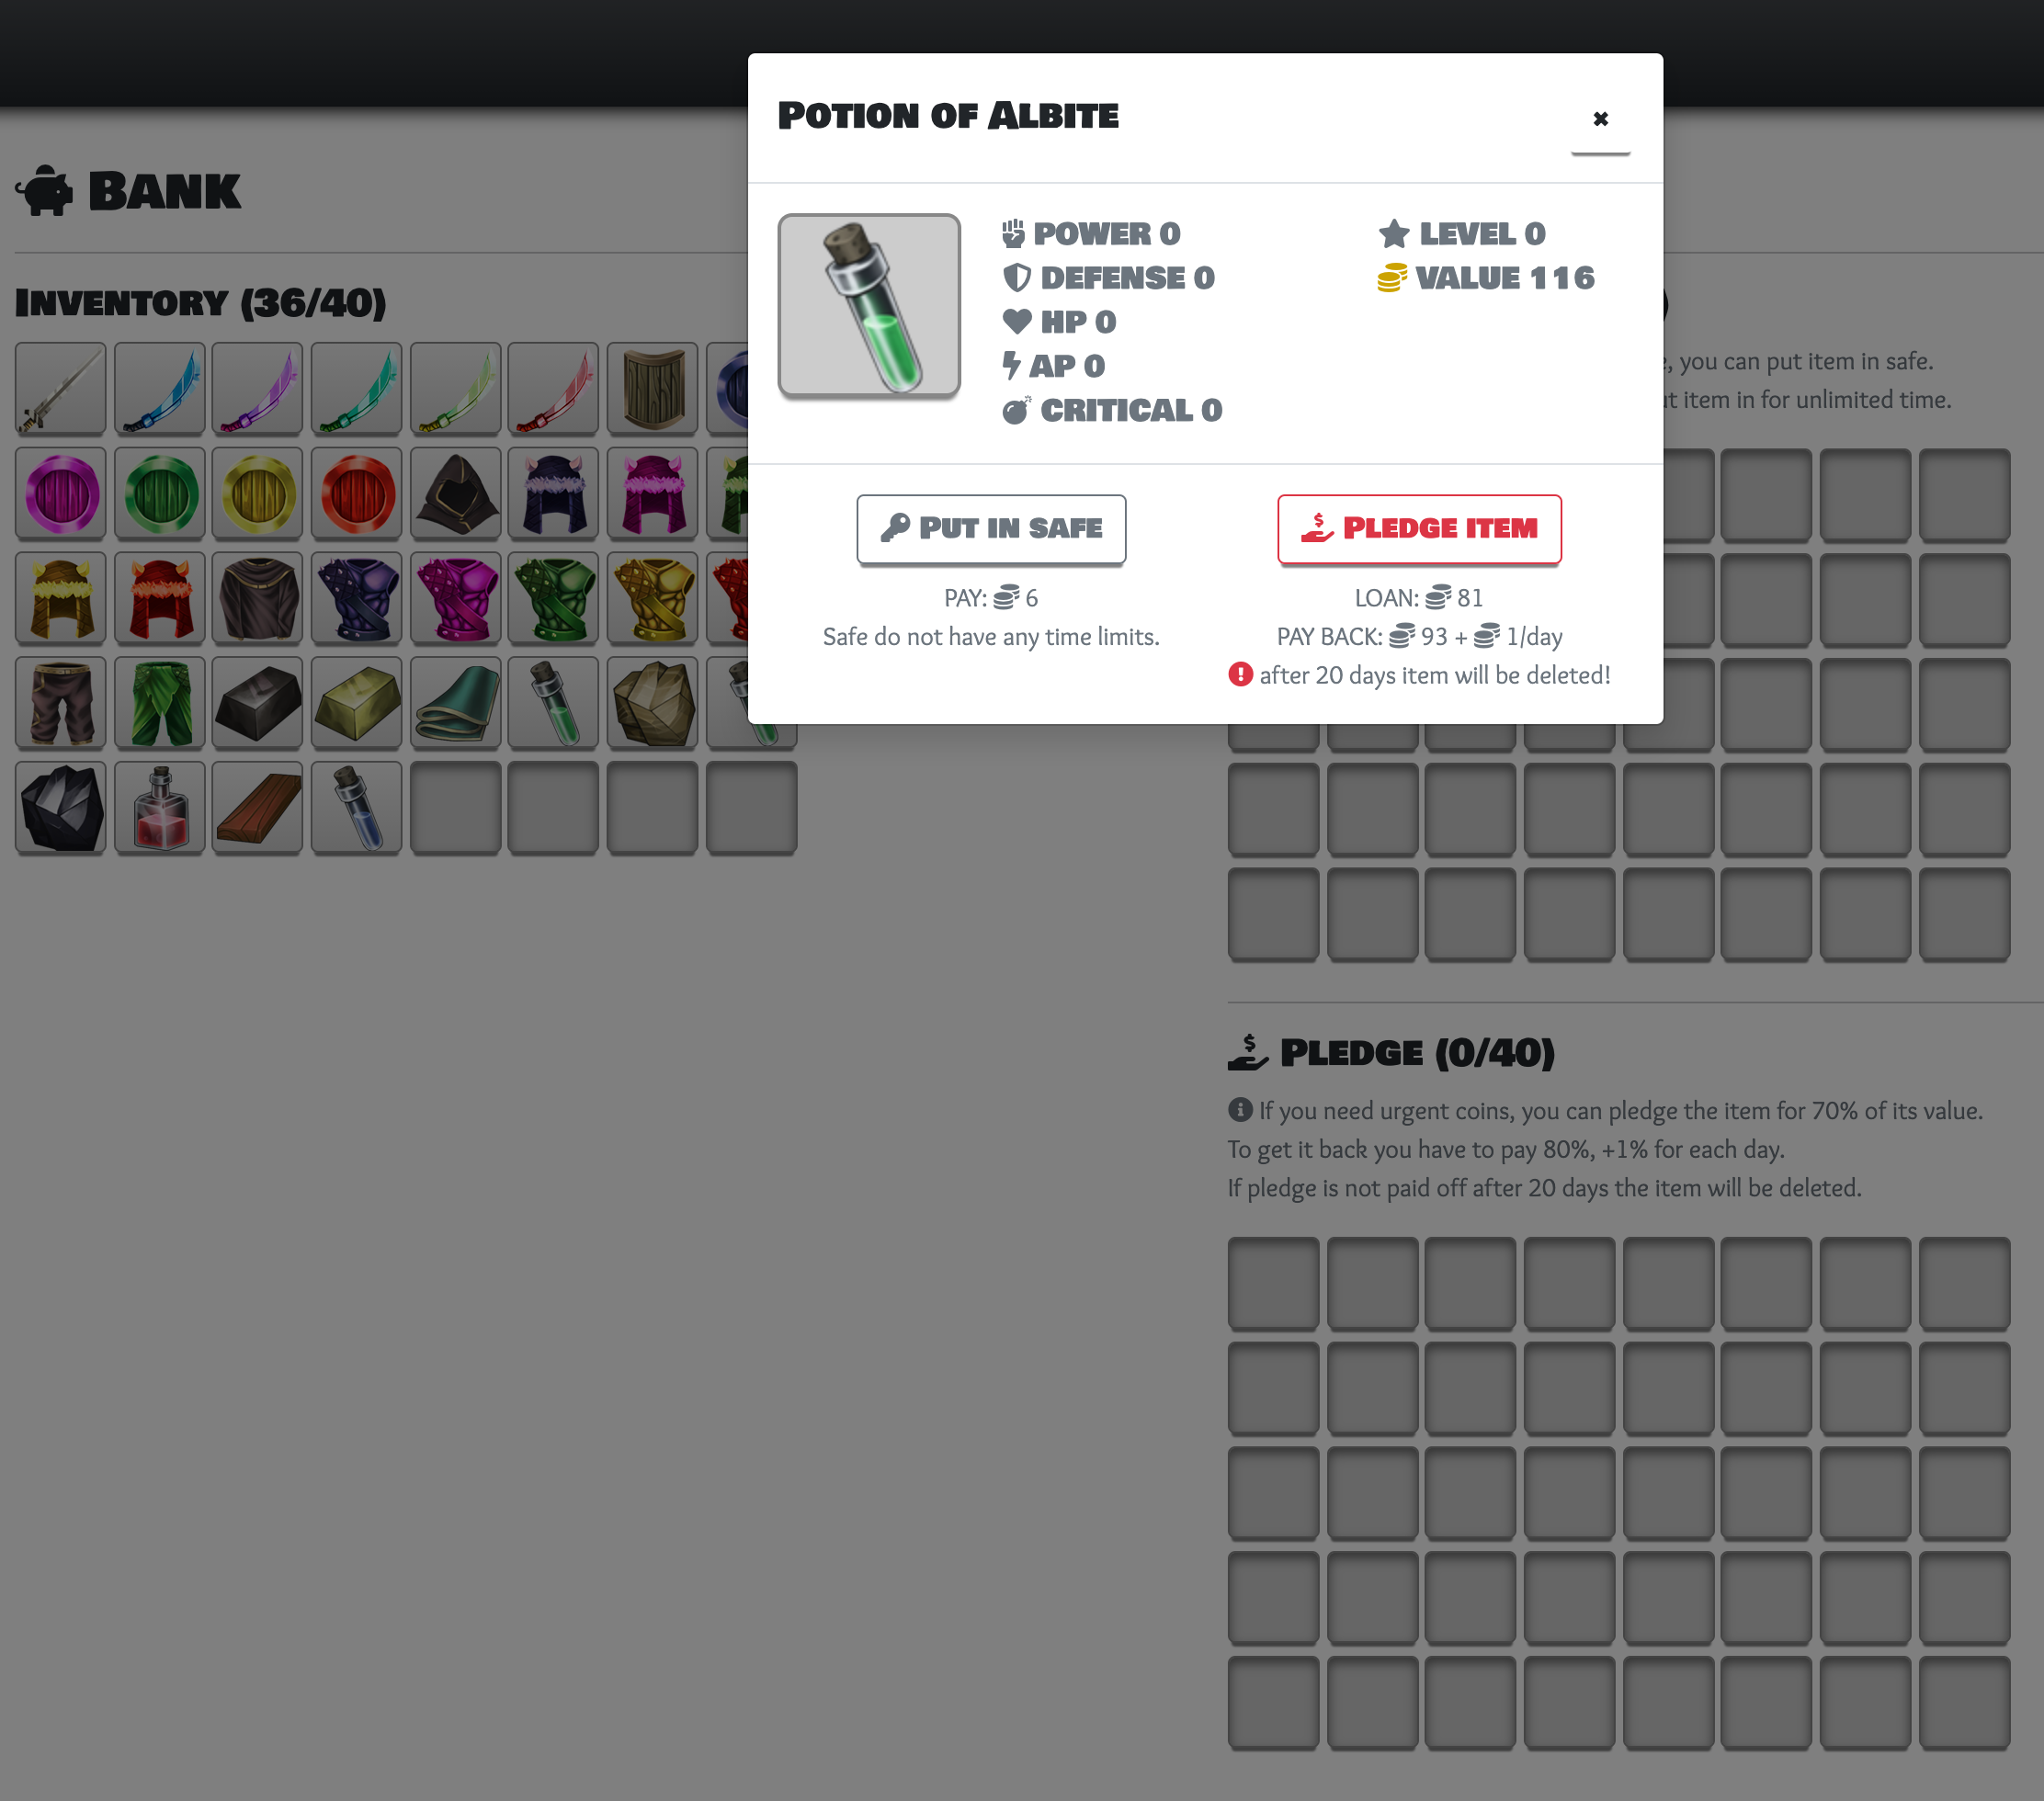 Potion of Albite
Bank
Power 0
Level 0
Defense 0
Value 116
HP 0
AP 0
Critical 0
Inventory (36/40)
, you can put item in safe.
item in for unlimited time.
Put in safe
Pledge item
PAY: 6
LOAN: 81
Safe do not have any time limits.
PAY BACK: 93 + 1/day
after 20 days item will be deleted!
Pledge (0/40)
If you need urgent coins, you can pledge the item for 70% of its value.
To get it back you have to pay 80%, +1% for each day.
If pledge is not paid off after 20 days the item will be deleted.